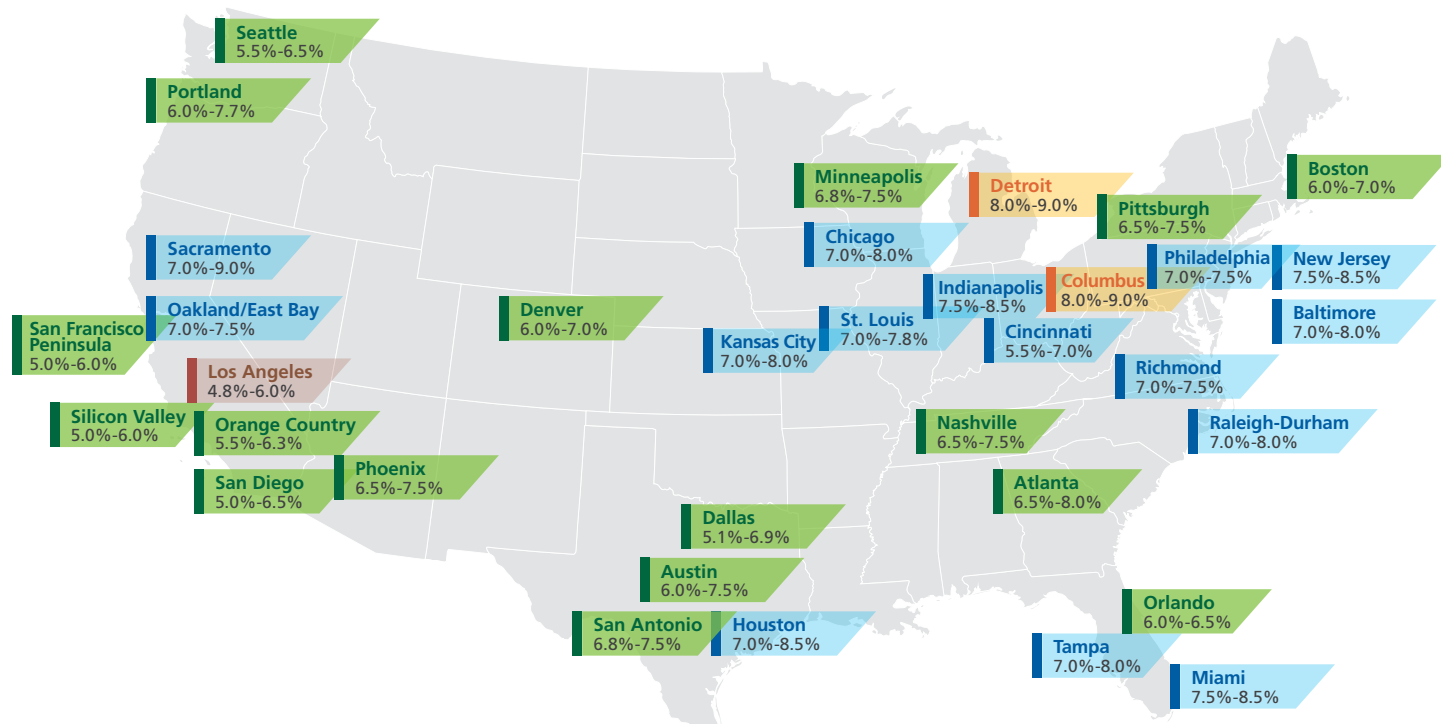 Seattle
5.5%-6.5%
Portland
6.0%-7.7%
Minneapolis
6.8%-7.5%
Detroit
8.0%-9.0%
Boston
6.0%-7.0%
Pittsburgh
6.5%-7.5%
Chicago
7.0%-8.0%
Sacramento
7.0%-9.0%
Philadelphia
7.0%-7.5%
New Jersey
7.5%-8.5%
Indianapolis
7.5%-8.5%
Columbus
8.0%-9.0%
Oakland/East Bay
7.0%-7.5%
Denver
6.0%-7.0%
Baltimore
7.0%-8.0%
San Francisco
Peninsula
5.0%-6.0%
St. Louis
7.0%-7.8%
Cincinnati
5.5%-7.0%
Kansas City
7.0%-8.0%
Los Angeles
4.8%-6.0%
Richmond
7.0%-7.5%
Silicon Valley
5.0%-6.0%
Orange Country
5.5%-6.3%
Nashville
6.5%-7.5%
Raleigh-Durham
7.0%-8.0%
Phoenix
6.5%-7.5%
San Diego
5.0%-6.5%
Atlanta
6.5%-8.0%
Dallas
5.1%-6.9%
Austin
6.0%-7.5%
Orlando
6.0%-6.5%
San Antonio
6.8%-7.5%
Houston
7.0%-8.5%
Tampa
7.0%-8.0%
Miami
7.5%-8.5%